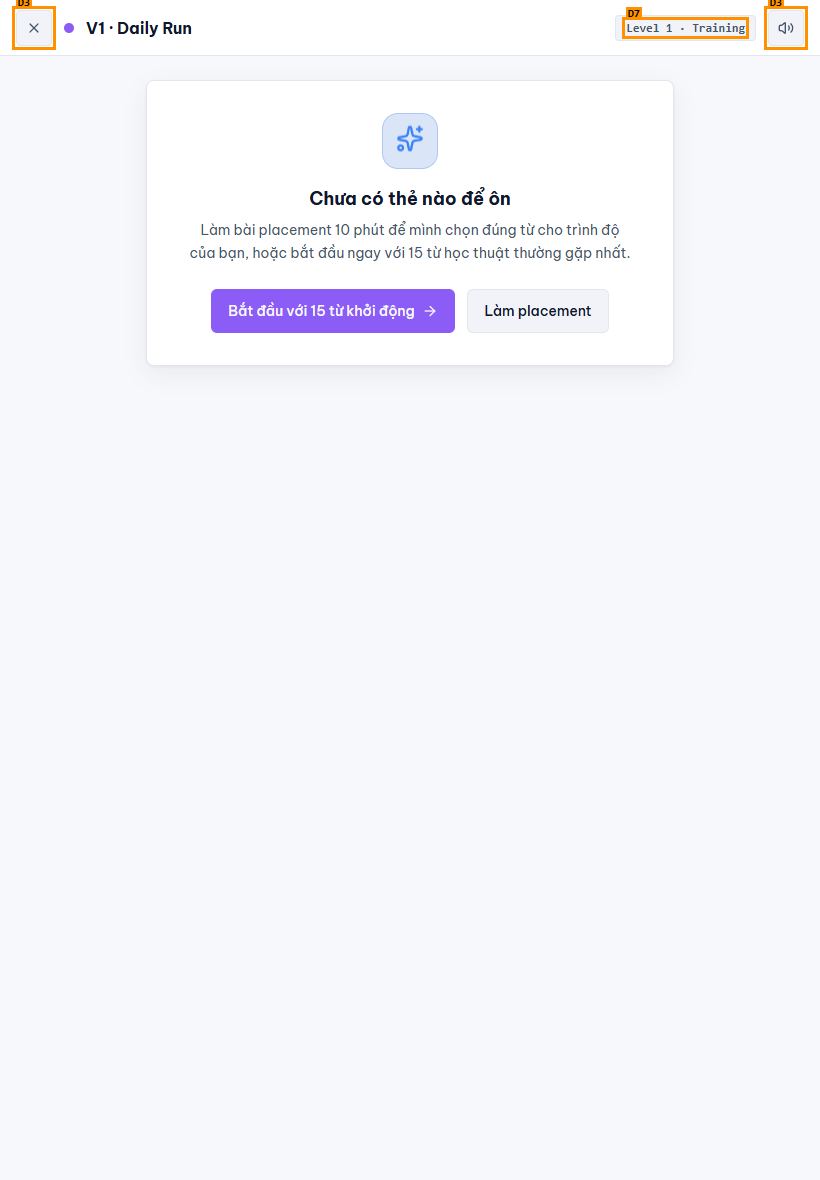 D3
D7
D3
V1 · Daily Run
Level 1 · Training
Chưa có thẻ nào để ôn
Làm bài placement 10 phút để mình chọn đúng từ cho trình độ
của bạn, hoặc bắt đầu ngay với 15 từ học thuật thường gặp nhất.
Bắt đầu với 15 từ khởi động →
Làm placement